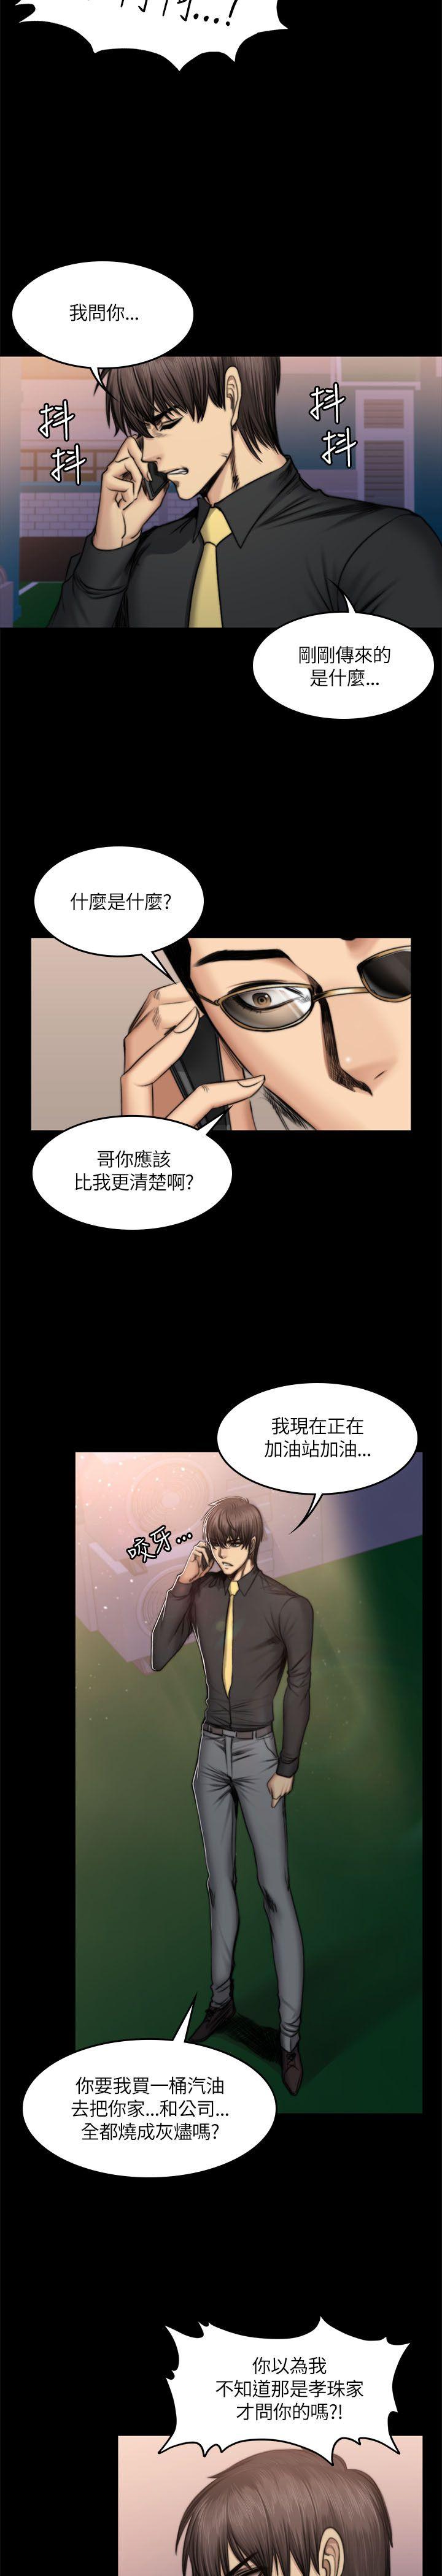 我問你...
抖
抖
抖
抖
剛剛傳來的
是什麼...
什麼是什麼?
哥你應該
比我更清楚啊?
我現在正在
加油站加油...
咬牙...
你要我買一桶汽油
去把你家...和公司...
全都燒成灰燼嗎?
你以為我
不知道那是孝珠家
才問你的嗎?!